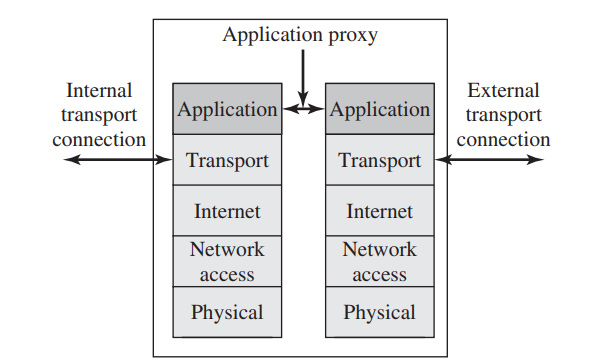 Application proxy
Internal
transport
connection
External
transport
connection
Application
Application
Transport
Transport
Internet
Internet
Network
access
Network
access
Physical
Physical